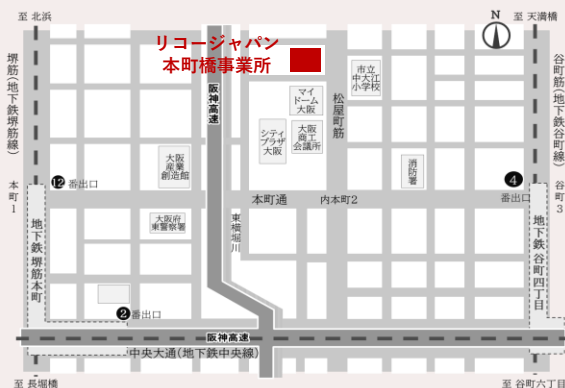 至 北浜
N
至 天満橋
リコージャパン
本町橋事業所
堺筋(地下鉄堺筋線)
谷町筋(地下鉄谷町線)
阪神高速
市立
中大江
小学校
マイ
ドーム
大阪
松屋町筋
シティ
プラザ
大阪
大阪
商工
会議所
大阪
産業
創造館
消防署
12 番出口
4
番出口
本町1
本町通
内本町2
谷町3
大阪府
東警察署
東横堀川
地下鉄 堺筋本町
地下鉄 谷町四丁目
2 番出口
阪神高速
中央大通(地下鉄中央線)
至 長堀橋
至 谷町六丁目